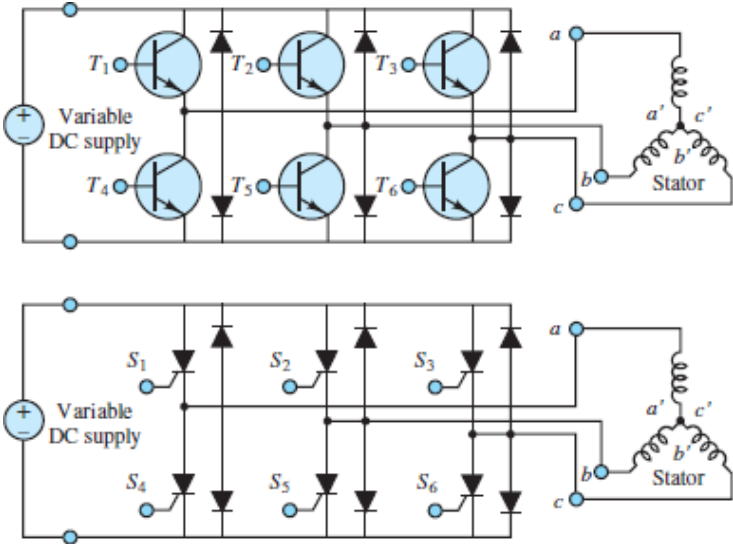 a
T1 T2 T3
+
−
Variable
DC supply
a′ c′
b′
T4 T5 T6
b
Stator
c
a
S1 S2 S3
+
−
Variable
DC supply
a′ c′
b′
S4 S5 S6
b
Stator
c